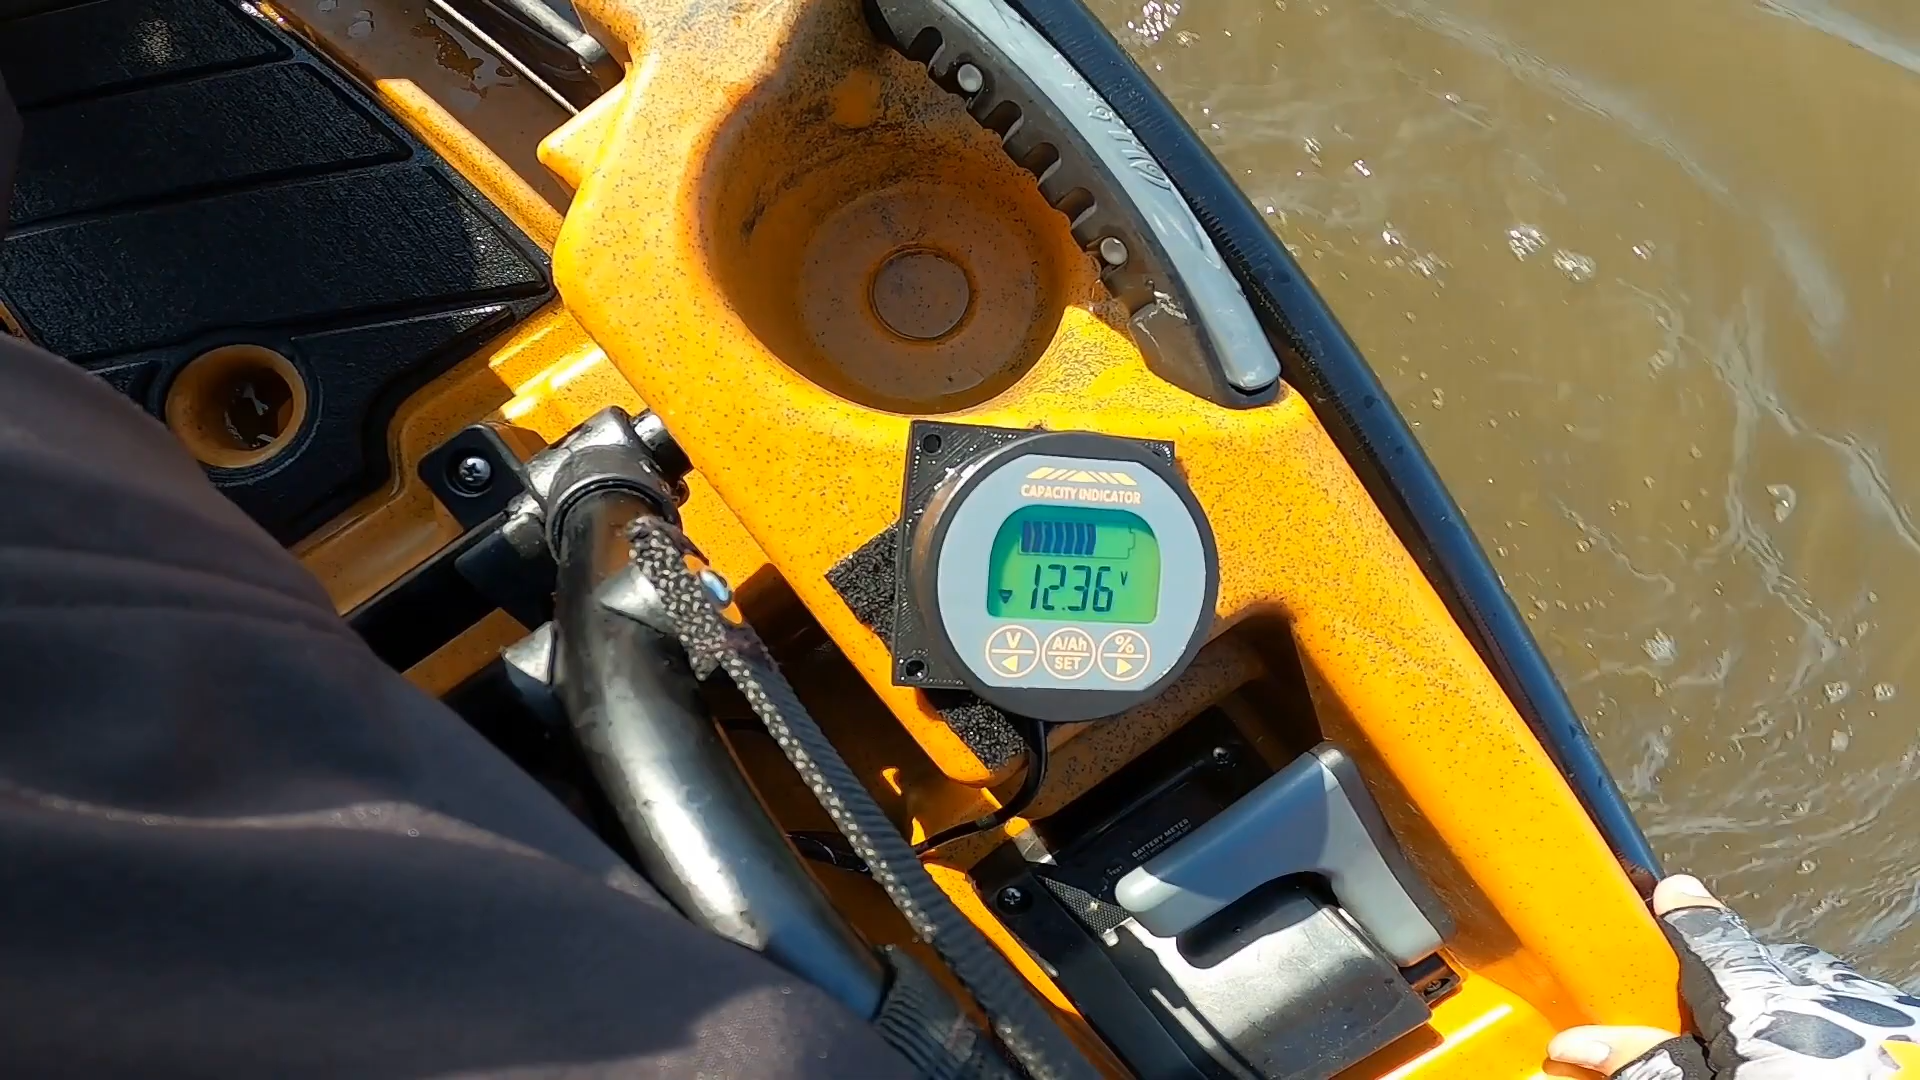 CAPACITY INDICATOR
12.36 V
V
A/Ah
SET
%
BATTERY METER